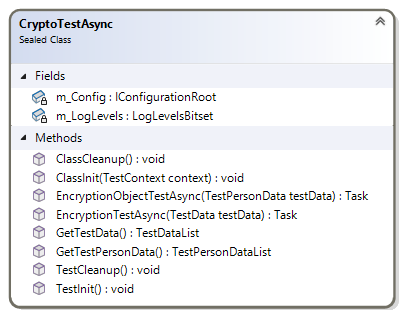 CryptoTestAsync
Sealed Class
Fields
m_Config : IConfigurationRoot
m_LogLevels : LogLevelsBitset
Methods
ClassCleanup() : void
ClassInit(TestContext context) : void
EncryptionObjectTestAsync(TestPersonData testData) : Task
EncryptionTestAsync(TestData testData) : Task
GetTestData() : TestDataList
GetTestPersonData() : TestPersonDataList
TestCleanup() : void
TestInit() : void